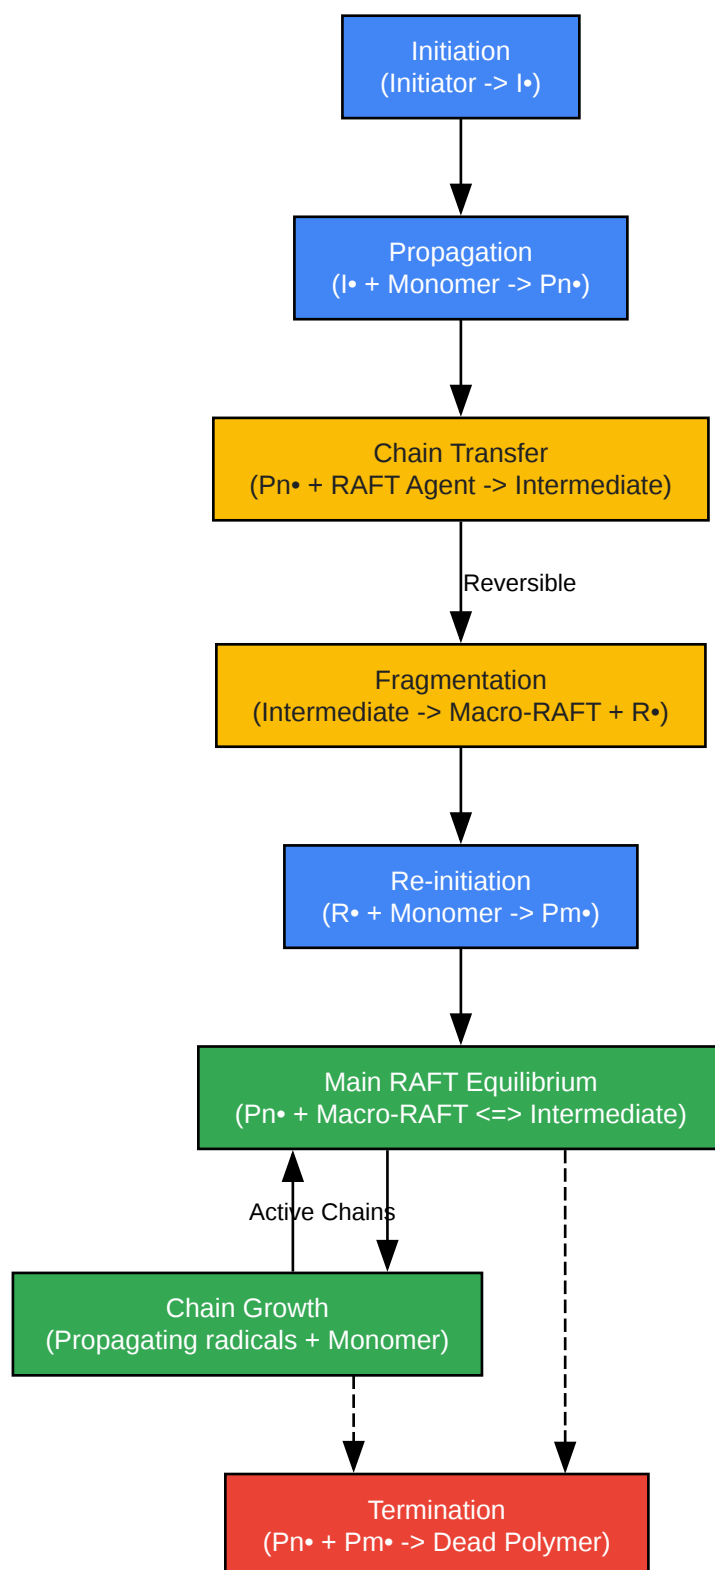 Initiation
(Initiator -> I•)
Propagation
(I• + Monomer -> Pn•)
Chain Transfer
(Pn• + RAFT Agent -> Intermediate)
Reversible
Fragmentation
(Intermediate -> Macro-RAFT + R•)
Re-initiation
(R• + Monomer -> Pm•)
Main RAFT Equilibrium
(Pn• + Macro-RAFT <=> Intermediate)
Active Chains
Chain Growth
(Propagating radicals + Monomer)
Termination
(Pn• + Pm• -> Dead Polymer)